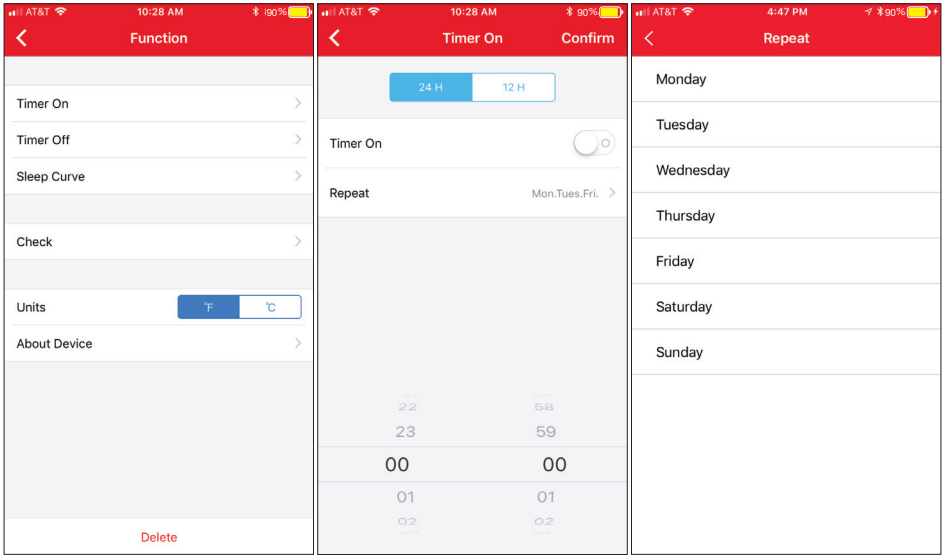 AT&T 10:28 AM 90%
Function
Timer On
Timer Off
Sleep Curve
Check
Units °F °C
About Device
Delete
AT&T 10:28 AM 90%
Timer On Confirm
24 H 12 H
Timer On
Repeat Mon.Tues.Fri.
22 58
23 59
00 00
01 01
02 02
AT&T 4:47 PM 90%
Repeat
Monday
Tuesday
Wednesday
Thursday
Friday
Saturday
Sunday